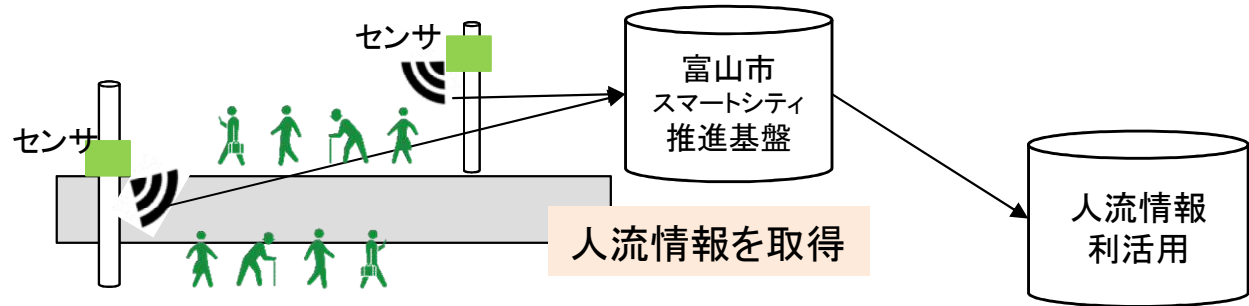 センサ
センサ
富山市
スマートシティ
推進基盤
人流情報を取得
人流情報
利活用